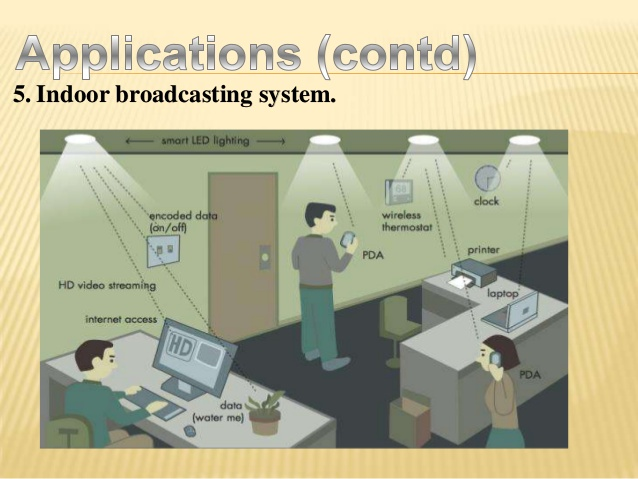 Applications (contd)
5. Indoor broadcasting system.
smart LED lighting
encoded data
(on/off)
HD video streaming
internet access
HD
data
(water me)
PDA
68
wireless
thermostat
clock
printer
laptop
PDA